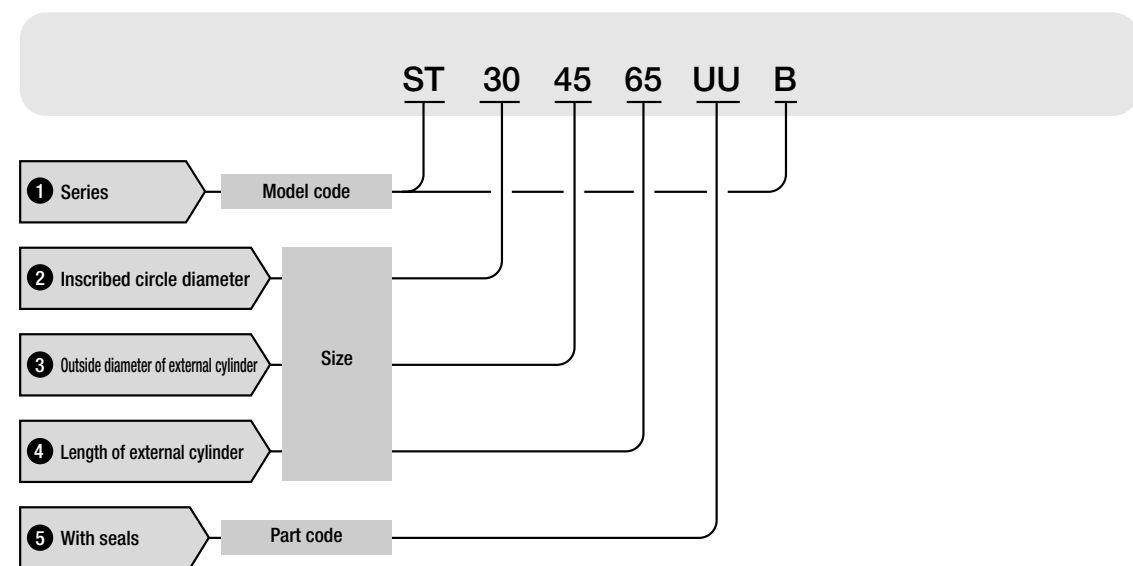 ST 30 45 65 UU B
1 Series Model code
2 Inscribed circle diameter
3 Outside diameter of external cylinder Size
4 Length of external cylinder
5 With seals Part code